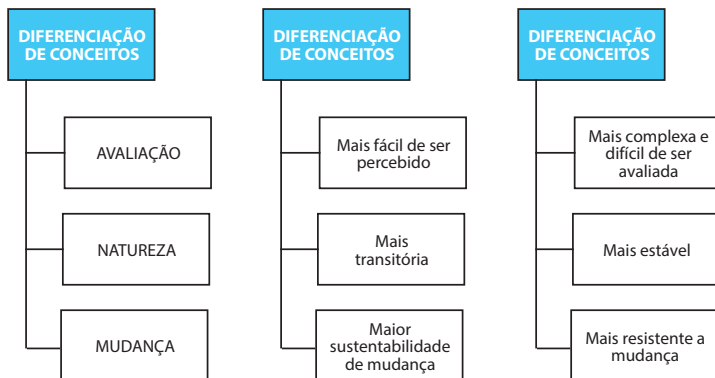 DIFERENCIAÇÃO
DE CONCEITOS
AVALIAÇÃO
NATUREZA
MUDANÇA
DIFERENCIAÇÃO
DE CONCEITOS
Mais fácil de ser
percebido
Mais
transitória
Maior
sustentabilidade
de mudança
DIFERENCIAÇÃO
DE CONCEITOS
Mais complexa e
difícil de ser
avaliada
Mais estável
Mais resistente a
mudança